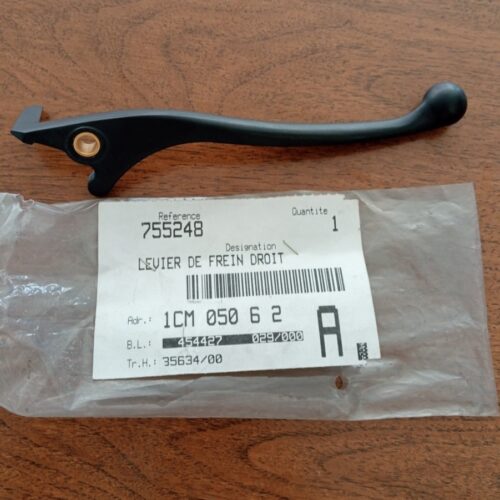 Reference Quantite
755248 1
Designation
LEVIER DE FREIN DROIT
Adr.: 1CM 050 6 2
A
B.L.: 454427 029/000
Tr.H.: 35634/00